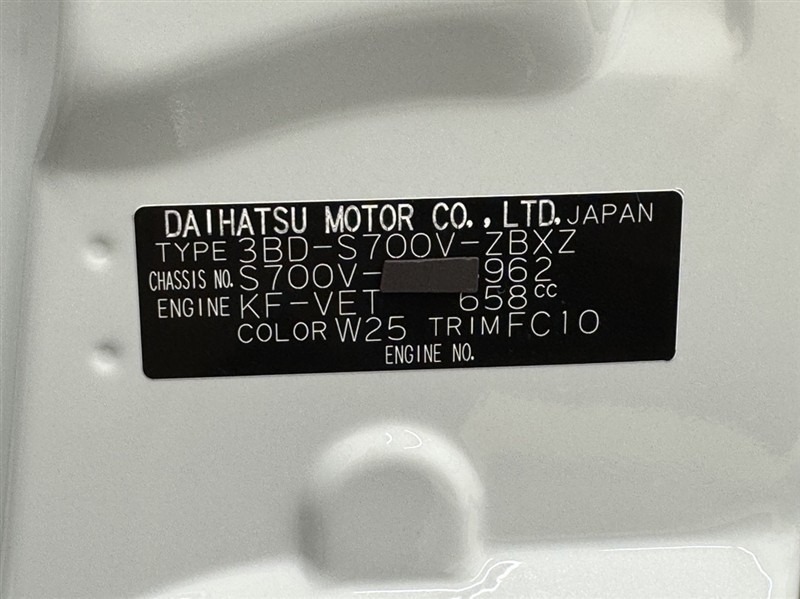 DAIHATSU MOTOR CO., LTD. JAPAN
TYPE 3BD-S700V-ZBXZ
CHASSIS NO. S700V- 962
ENGINE KF-VET 658cc
COLOR W25 TRIM FC10
ENGINE NO.